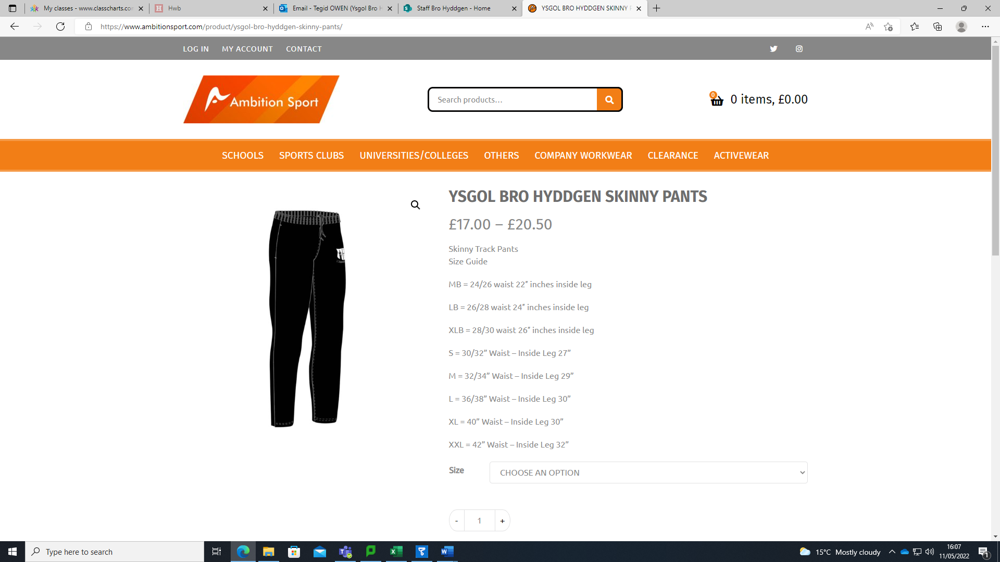 My classes - www.classcharts.com
Hwb
Email - Tegid OWEN (Ysgol Bro H
Staff Bro Hyddgen - Home
YSGOL BRO HYDDGEN SKINNY P
https://www.ambitionsport.com/product/ysgol-bro-hyddgen-skinny-pants/
LOG IN MY ACCOUNT CONTACT
Ambition Sport
Search products…
0
0 items, £0.00
SCHOOLS SPORTS CLUBS UNIVERSITIES/COLLEGES OTHERS COMPANY WORKWEAR CLEARANCE ACTIVEWEAR
YSGOL BRO HYDDGEN SKINNY PANTS
£17.00 – £20.50
Skinny Track Pants
Size Guide
MB = 24/26 waist 22” inches inside leg
LB = 26/28 waist 24” inches inside leg
XLB = 28/30 waist 26” inches inside leg
S = 30/32” Waist – Inside Leg 27”
M = 32/34” Waist – Inside Leg 29”
L = 36/38” Waist – Inside Leg 30”
XL = 40” Waist – Inside Leg 30”
XXL = 42” Waist – Inside Leg 32”
Size
CHOOSE AN OPTION
- 1 +
Type here to search
15°C Mostly cloudy
16:07
11/05/2022
1